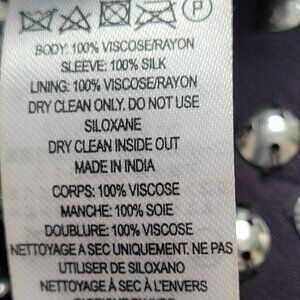 BODY: 100% VISCOSE/RAYON
SLEEVE: 100% SILK
LINING: 100% VISCOSE/RAYON
DRY CLEAN ONLY. DO NOT USE
SILOXANE
DRY CLEAN INSIDE OUT
MADE IN INDIA
CORPS: 100% VISCOSE
MANCHE: 100% SOIE
DOUBLURE: 100% VISCOSE
NETTOYAGE A SEC UNIQUEMENT. NE PAS
UTILISER DE SILOXANO
NETTOYAGE À SEC À L'ENVERS